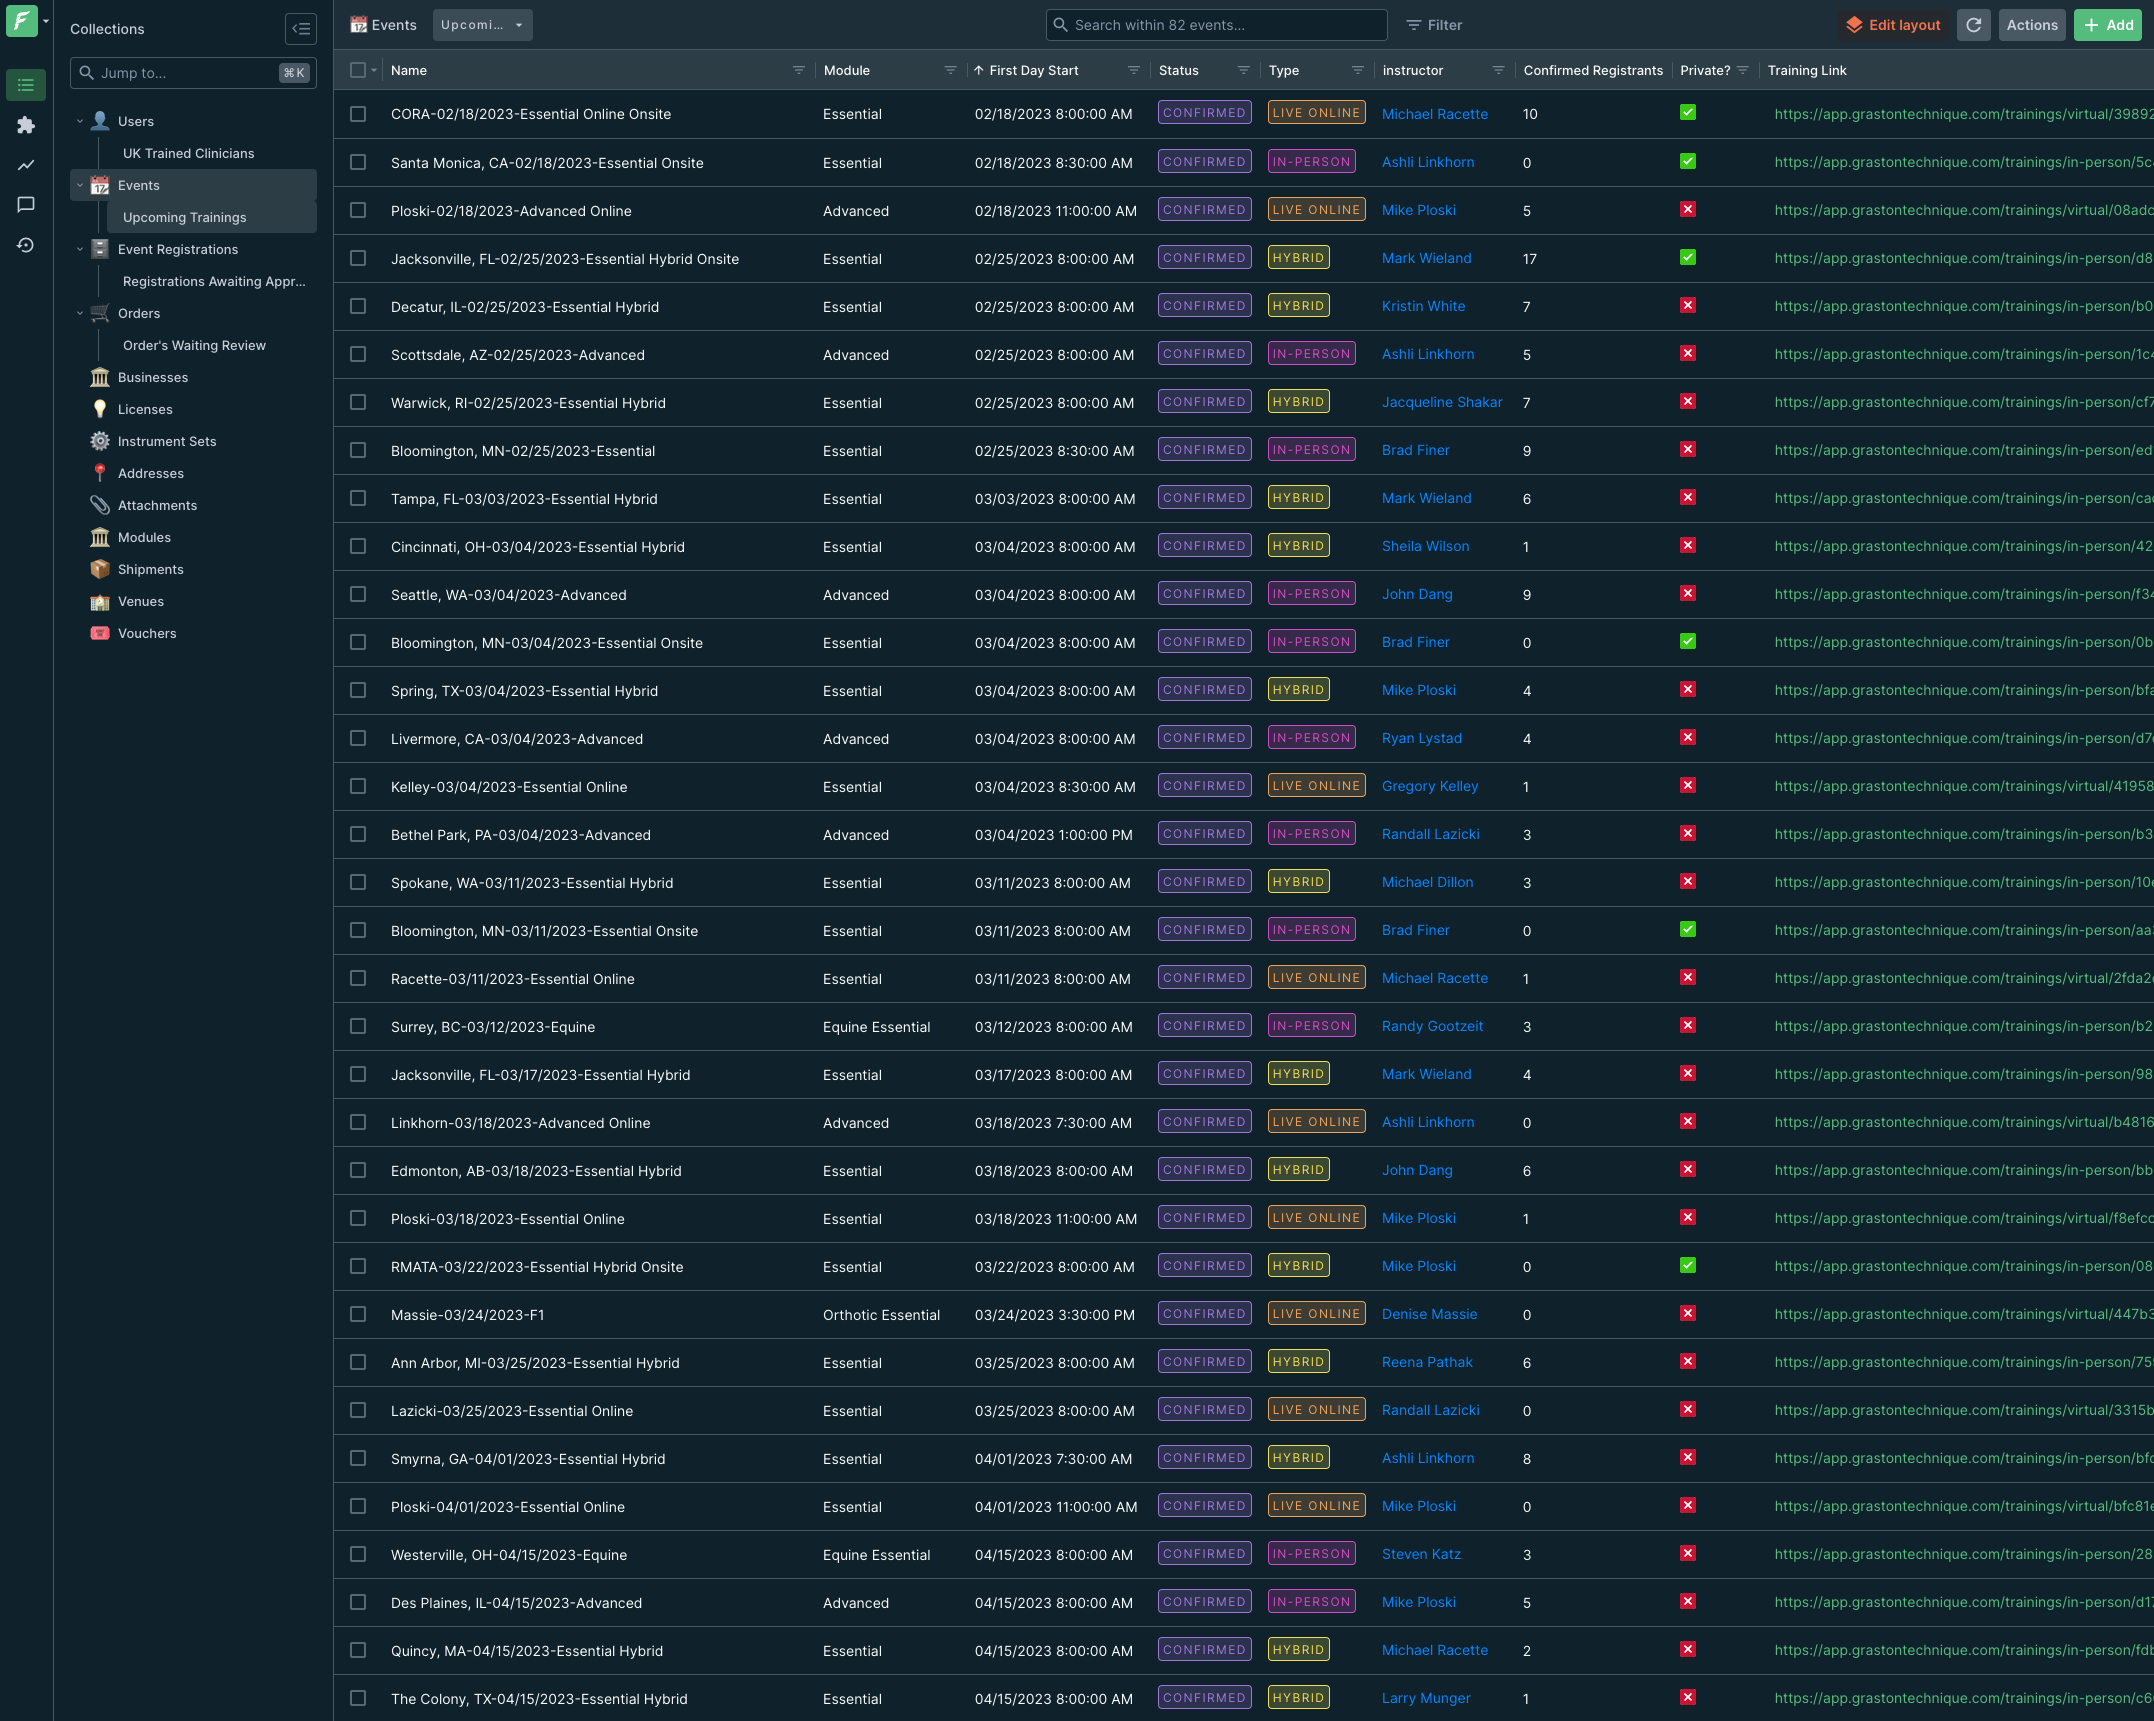 Collections
Jump to...
⌘K
Users
UK Trained Clinicians
Events
Upcoming Trainings
Event Registrations
Registrations Awaiting Appr...
Orders
Order's Waiting Review
Businesses
Licenses
Instrument Sets
Addresses
Attachments
Modules
Shipments
Venues
Vouchers
Events Upcomi... Search within 82 events... Filter Edit layout Actions + Add
Name Module First Day Start Status Type instructor Confirmed Registrants Private? Training Link
CORA-02/18/2023-Essential Online Onsite Essential 02/18/2023 8:00:00 AM CONFIRMED LIVE ONLINE Michael Racette 10 https://app.grastontechnique.com/trainings/virtual/39892
Santa Monica, CA-02/18/2023-Essential Onsite Essential 02/18/2023 8:30:00 AM CONFIRMED IN-PERSON Ashli Linkhorn 0 https://app.grastontechnique.com/trainings/in-person/5c
Ploski-02/18/2023-Advanced Online Advanced 02/18/2023 11:00:00 AM CONFIRMED LIVE ONLINE Mike Ploski 5 https://app.grastontechnique.com/trainings/virtual/08adc
Jacksonville, FL-02/25/2023-Essential Hybrid Onsite Essential 02/25/2023 8:00:00 AM CONFIRMED HYBRID Mark Wieland 17 https://app.grastontechnique.com/trainings/in-person/d8
Decatur, IL-02/25/2023-Essential Hybrid Essential 02/25/2023 8:00:00 AM CONFIRMED HYBRID Kristin White 7 https://app.grastontechnique.com/trainings/in-person/b0
Scottsdale, AZ-02/25/2023-Advanced Advanced 02/25/2023 8:00:00 AM CONFIRMED IN-PERSON Ashli Linkhorn 5 https://app.grastontechnique.com/trainings/in-person/1c
Warwick, RI-02/25/2023-Essential Hybrid Essential 02/25/2023 8:00:00 AM CONFIRMED HYBRID Jacqueline Shakar 7 https://app.grastontechnique.com/trainings/in-person/cf7
Bloomington, MN-02/25/2023-Essential Essential 02/25/2023 8:30:00 AM CONFIRMED IN-PERSON Brad Finer 9 https://app.grastontechnique.com/trainings/in-person/ed
Tampa, FL-03/03/2023-Essential Hybrid Essential 03/03/2023 8:00:00 AM CONFIRMED HYBRID Mark Wieland 6 https://app.grastontechnique.com/trainings/in-person/ca
Cincinnati, OH-03/04/2023-Essential Hybrid Essential 03/04/2023 8:00:00 AM CONFIRMED HYBRID Sheila Wilson 1 https://app.grastontechnique.com/trainings/in-person/42
Seattle, WA-03/04/2023-Advanced Advanced 03/04/2023 8:00:00 AM CONFIRMED IN-PERSON John Dang 9 https://app.grastontechnique.com/trainings/in-person/f34
Bloomington, MN-03/04/2023-Essential Onsite Essential 03/04/2023 8:00:00 AM CONFIRMED IN-PERSON Brad Finer 0 https://app.grastontechnique.com/trainings/in-person/0b
Spring, TX-03/04/2023-Essential Hybrid Essential 03/04/2023 8:00:00 AM CONFIRMED HYBRID Mike Ploski 4 https://app.grastontechnique.com/trainings/in-person/bfa
Livermore, CA-03/04/2023-Advanced Advanced 03/04/2023 8:00:00 AM CONFIRMED IN-PERSON Ryan Lystad 4 https://app.grastontechnique.com/trainings/in-person/d7
Kelley-03/04/2023-Essential Online Essential 03/04/2023 8:30:00 AM CONFIRMED LIVE ONLINE Gregory Kelley 1 https://app.grastontechnique.com/trainings/virtual/41958
Bethel Park, PA-03/04/2023-Advanced Advanced 03/04/2023 1:00:00 PM CONFIRMED IN-PERSON Randall Lazicki 3 https://app.grastontechnique.com/trainings/in-person/b3
Spokane, WA-03/11/2023-Essential Hybrid Essential 03/11/2023 8:00:00 AM CONFIRMED HYBRID Michael Dillon 3 https://app.grastontechnique.com/trainings/in-person/10
Bloomington, MN-03/11/2023-Essential Onsite Essential 03/11/2023 8:00:00 AM CONFIRMED IN-PERSON Brad Finer 0 https://app.grastontechnique.com/trainings/in-person/aa
Racette-03/11/2023-Essential Online Essential 03/11/2023 8:00:00 AM CONFIRMED LIVE ONLINE Michael Racette 1 https://app.grastontechnique.com/trainings/virtual/2fda2
Surrey, BC-03/12/2023-Equine Equine Essential 03/12/2023 8:00:00 AM CONFIRMED IN-PERSON Randy Gootzeit 3 https://app.grastontechnique.com/trainings/in-person/b2
Jacksonville, FL-03/17/2023-Essential Hybrid Essential 03/17/2023 8:00:00 AM CONFIRMED HYBRID Mark Wieland 4 https://app.grastontechnique.com/trainings/in-person/98
Linkhorn-03/18/2023-Advanced Online Advanced 03/18/2023 7:30:00 AM CONFIRMED LIVE ONLINE Ashli Linkhorn 0 https://app.grastontechnique.com/trainings/virtual/b4816
Edmonton, AB-03/18/2023-Essential Hybrid Essential 03/18/2023 8:00:00 AM CONFIRMED HYBRID John Dang 6 https://app.grastontechnique.com/trainings/in-person/bb
Ploski-03/18/2023-Essential Online Essential 03/18/2023 11:00:00 AM CONFIRMED LIVE ONLINE Mike Ploski 1 https://app.grastontechnique.com/trainings/virtual/f8efcc
RMATA-03/22/2023-Essential Hybrid Onsite Essential 03/22/2023 8:00:00 AM CONFIRMED HYBRID Mike Ploski 0 https://app.grastontechnique.com/trainings/in-person/08
Massie-03/24/2023-F1 Orthotic Essential 03/24/2023 3:30:00 PM CONFIRMED LIVE ONLINE Denise Massie 0 https://app.grastontechnique.com/trainings/virtual/447b3
Ann Arbor, MI-03/25/2023-Essential Hybrid Essential 03/25/2023 8:00:00 AM CONFIRMED HYBRID Reena Pathak 6 https://app.grastontechnique.com/trainings/in-person/75
Lazicki-03/25/2023-Essential Online Essential 03/25/2023 8:00:00 AM CONFIRMED LIVE ONLINE Randall Lazicki 0 https://app.grastontechnique.com/trainings/virtual/3315b
Smyrna, GA-04/01/2023-Essential Hybrid Essential 04/01/2023 7:30:00 AM CONFIRMED HYBRID Ashli Linkhorn 8 https://app.grastontechnique.com/trainings/in-person/bfc
Ploski-04/01/2023-Essential Online Essential 04/01/2023 11:00:00 AM CONFIRMED LIVE ONLINE Mike Ploski 0 https://app.grastontechnique.com/trainings/virtual/bfc81
Westerville, OH-04/15/2023-Equine Equine Essential 04/15/2023 8:00:00 AM CONFIRMED IN-PERSON Steven Katz 3 https://app.grastontechnique.com/trainings/in-person/28
Des Plaines, IL-04/15/2023-Advanced Advanced 04/15/2023 8:00:00 AM CONFIRMED IN-PERSON Mike Ploski 5 https://app.grastontechnique.com/trainings/in-person/d17
Quincy, MA-04/15/2023-Essential Hybrid Essential 04/15/2023 8:00:00 AM CONFIRMED HYBRID Michael Racette 2 https://app.grastontechnique.com/trainings/in-person/fdb
The Colony, TX-04/15/2023-Essential Hybrid Essential 04/15/2023 8:00:00 AM CONFIRMED HYBRID Larry Munger 1 https://app.grastontechnique.com/trainings/in-person/c6